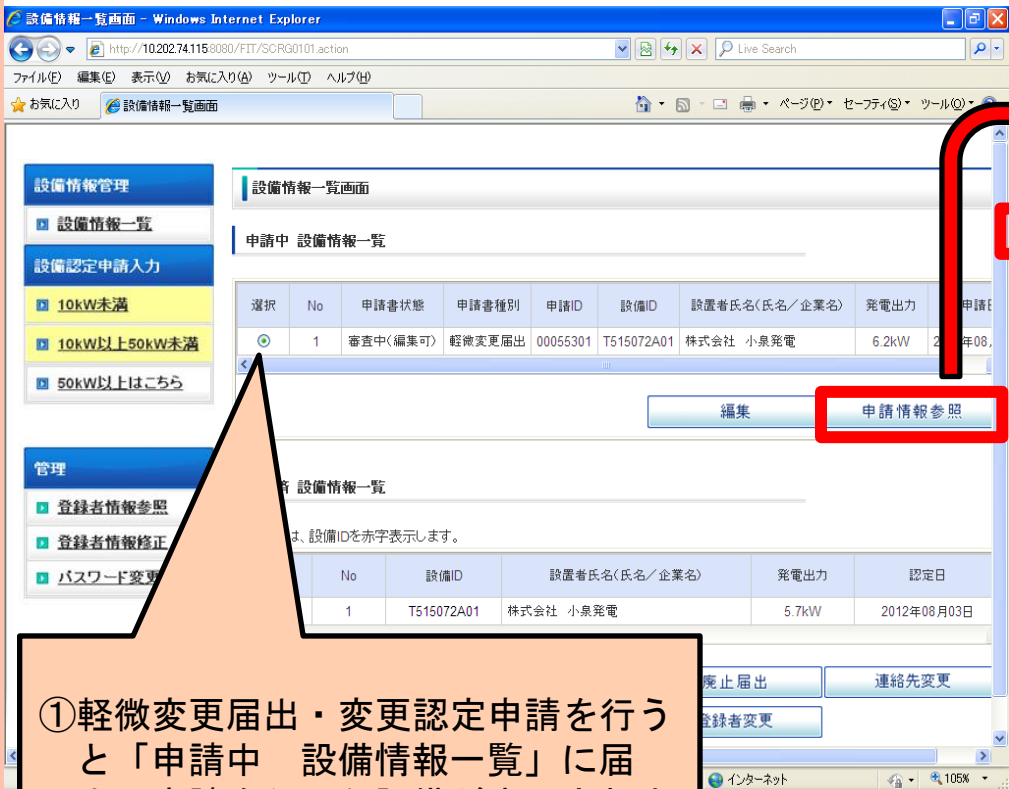 設備情報一覧画面 - Windows Internet Explorer
http://10.202.74.115:8080/FIT/SCRG0101.action
Live Search
ファイル(F) 編集(E) 表示(V) お気に入り(A) ツール(T) ヘルプ(H)
お気に入り 設備情報一覧画面 ページ(P) セーフティ(S) ツール(O)
設備情報管理
設備情報一覧
設備認定申請入力
10kW未満
10kW以上50kW未満
50kW以上はこちら
管理
登録者情報参照
登録者情報修正
パスワード変更
設備情報一覧画面
申請中 設備情報一覧
選択 No 申請書状態 申請書種別 申請ID 設備ID 設置者氏名(氏名／企業名) 発電出力 申請
1 審査中(編集可) 軽微変更届出 00055301 T515072A01 株式会社 小泉発電 6.2kW 年08
編集 申請情報参照
設備情報一覧
は、設備IDを赤字表示します。
No 設備ID 設置者氏名(氏名／企業名) 発電出力 認定日
1 T515072A01 株式会社 小泉発電 5.7kW 2012年08月03日
廃止届出 連絡先変更
登録者変更
①軽微変更届出・変更認定申請を行う
と「申請中　設備情報一覧」に届
インターネット 105%